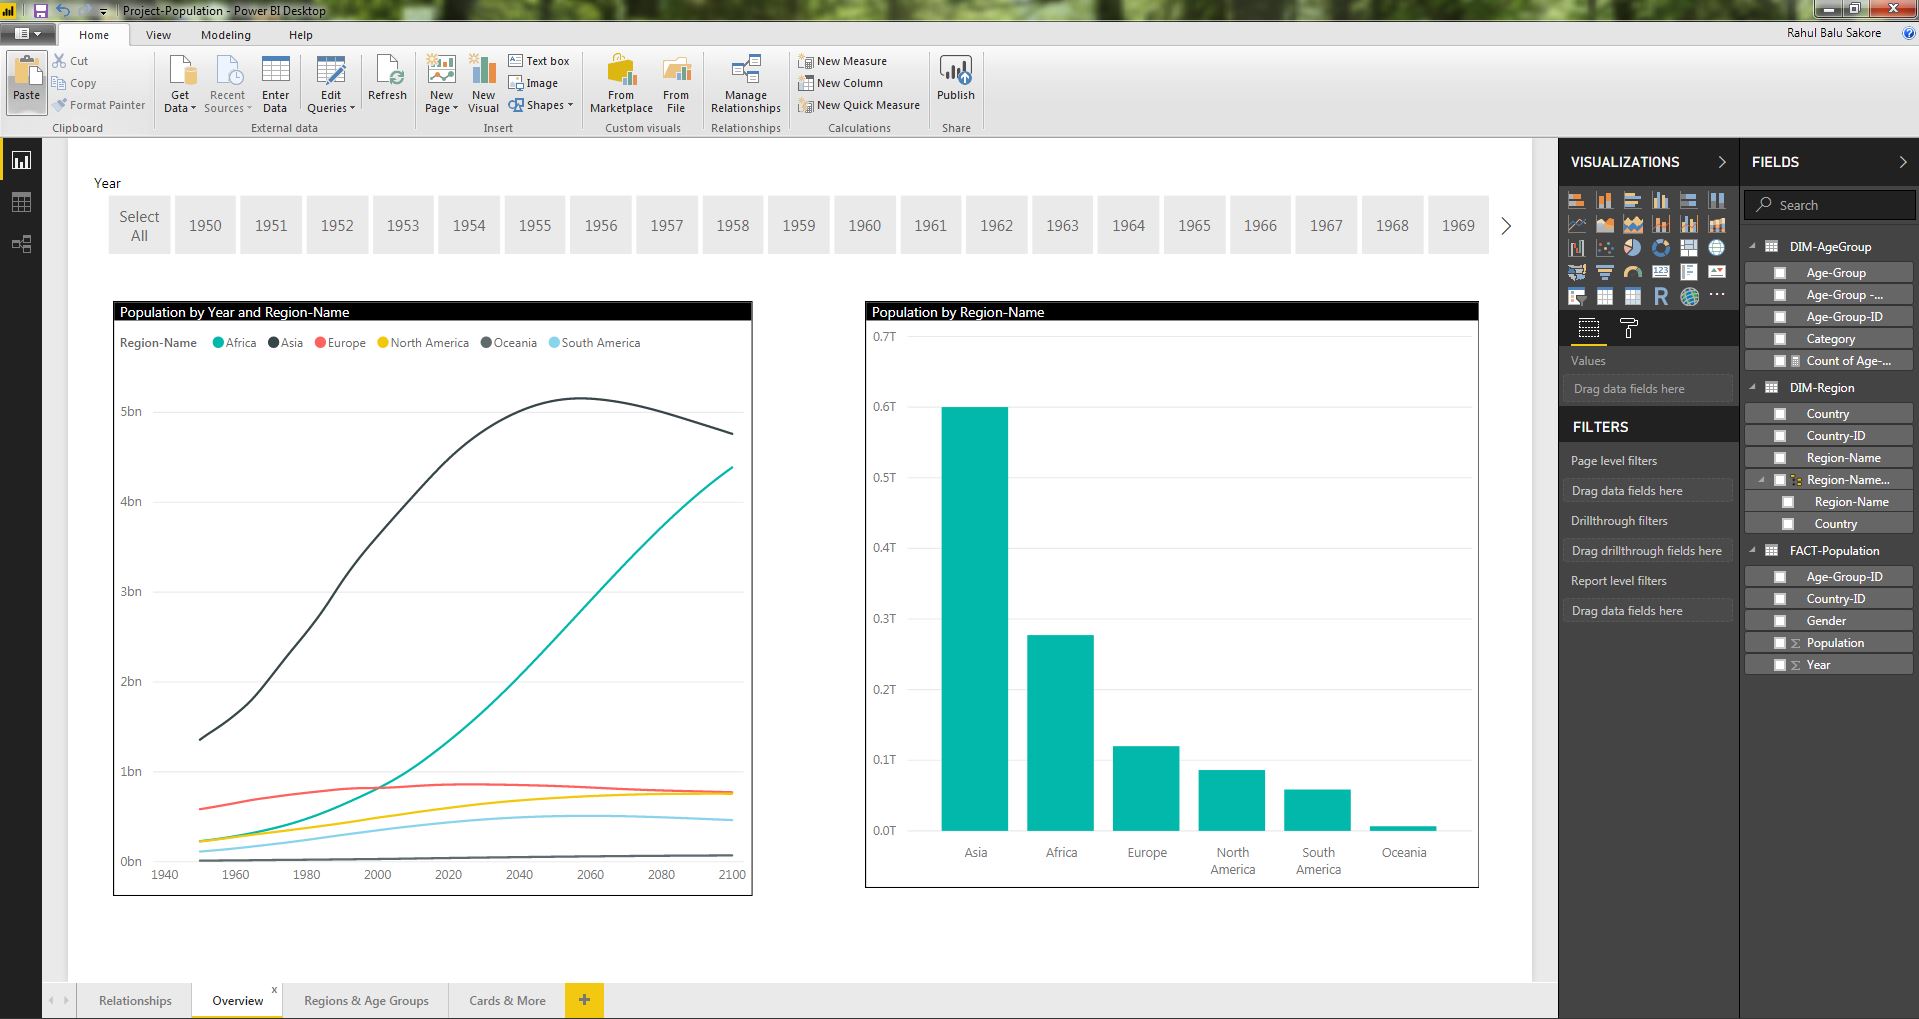 Project-Population - Power BI Desktop
Home View Modeling Help
Rahul Balu Sakore
Paste
Cut
Copy
Format Painter
Clipboard
Get Data
Recent Sources
Enter Data
Edit Queries
Refresh
External data
New Page
New Visual
Text box
Image
Shapes
Insert
From Marketplace
From File
Custom visuals
Manage Relationships
Relationships
New Measure
New Column
New Quick Measure
Calculations
Publish
Share
Year
Select All
1950 1951 1952 1953 1954 1955 1956 1957 1958 1959 1960 1961 1962 1963 1964 1965 1966 1967 1968 1969
Population by Year and Region-Name
Region-Name Africa Asia Europe North America Oceania South America
5bn
4bn
3bn
2bn
1bn
0bn
1940 1960 1980 2000 2020 2040 2060 2080 2100
Population by Region-Name
0.7T
0.6T
0.5T
0.4T
0.3T
0.2T
0.1T
0.0T
Asia Africa Europe North America South America Oceania
VISUALIZATIONS
Values
Drag data fields here
FILTERS
Page level filters
Drag data fields here
Drillthrough filters
Drag drillthrough fields here
Report level filters
Drag data fields here
FIELDS
Search
DIM-AgeGroup
Age-Group
Age-Group -...
Age-Group-ID
Category
Count of Age-...
DIM-Region
Country
Country-ID
Region-Name
Region-Name...
Region-Name
Country
FACT-Population
Age-Group-ID
Country-ID
Gender
Population
Year
Relationships Overview x Regions & Age Groups Cards & More +